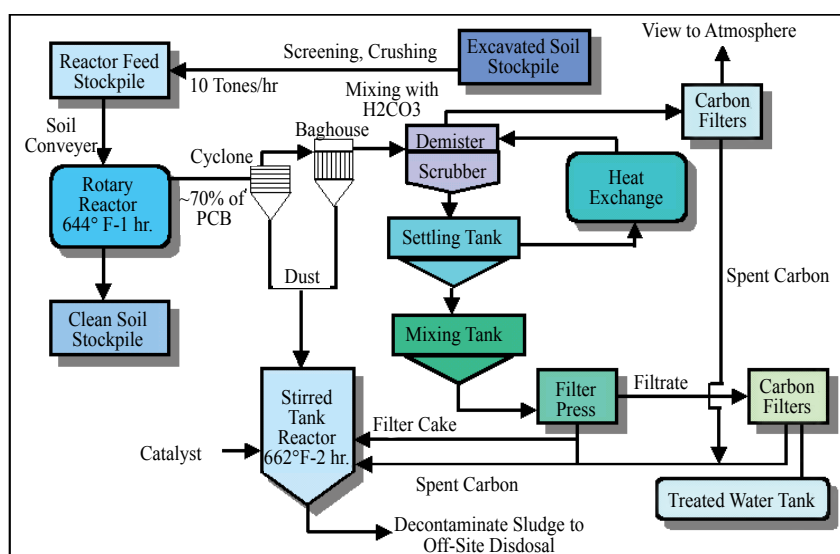 Reactor Feed
Stockpile
Screening, Crushing
10 Tones/hr
Excavated Soil
Stockpile
View to Atmosphere
Mixing with
H2CO3
Carbon
Filters
Soil
Conveyer
Cyclone
Baghouse
Demister
Scrubber
Heat
Exchange
Rotary
Reactor
644° F-1 hr.
~70% of
PCB
Settling Tank
Spent Carbon
Dust
Clean Soil
Stockpile
Mixing Tank
Stirred
Tank
Reactor
662°F-2 hr.
Catalyst
Filter Cake
Filter
Press
Filtrate
Carbon
Filters
Spent Carbon
Treated Water Tank
Decontaminate Sludge to
Off-Site Disdosal